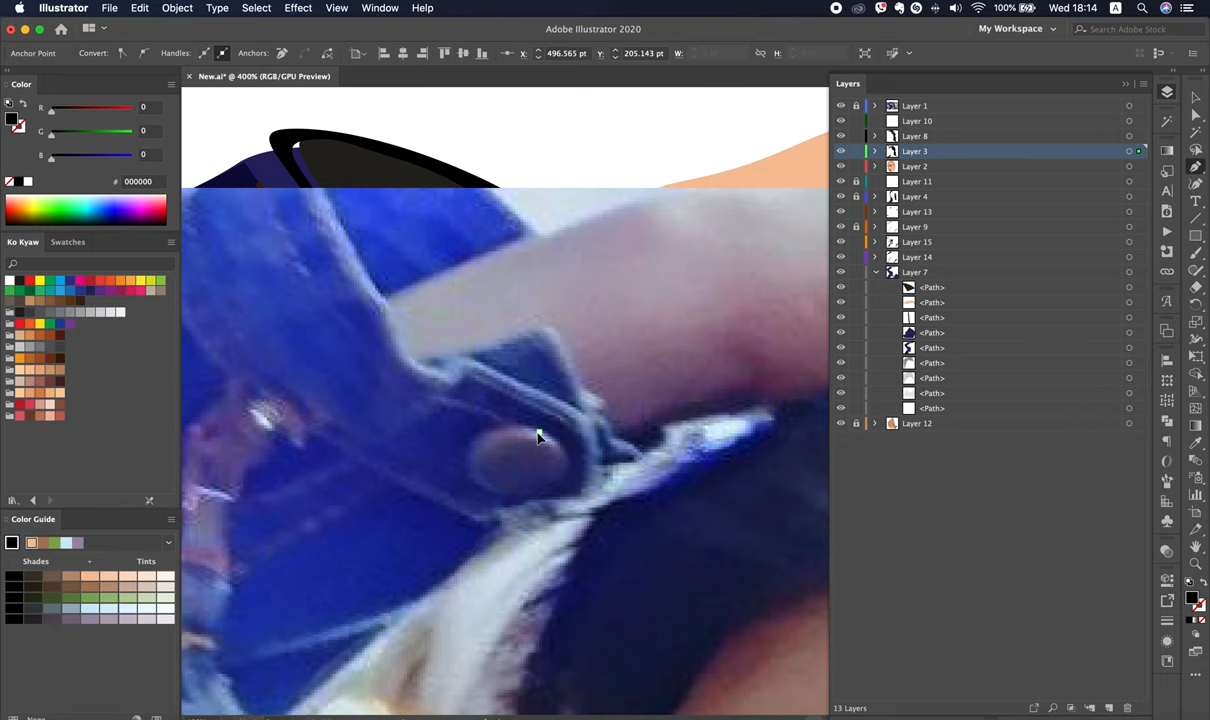 Illustrator File Edit Object Type Select Effect View Window Help 100% Wed 18:14 A
Adobe Illustrator 2020 My Workspace Search Adobe Stock
Anchor Point Convert: Handles: Anchors: X: 496.565 pt Y: 205.143 pt W: H:
Color
R 0
G 0
B 0
# 000000
Ko Kyaw Swatches
Color Guide
Shades Tints
None
New.ai* @ 400% (RGB/GPU Preview)
Layers
Layer 1
Layer 10
Layer 8
Layer 3
Layer 2
Layer 11
Layer 4
Layer 13
Layer 9
Layer 15
Layer 14
Layer 7
<Path>
<Path>
<Path>
<Path>
<Path>
<Path>
<Path>
<Path>
<Path>
Layer 12
13 Layers